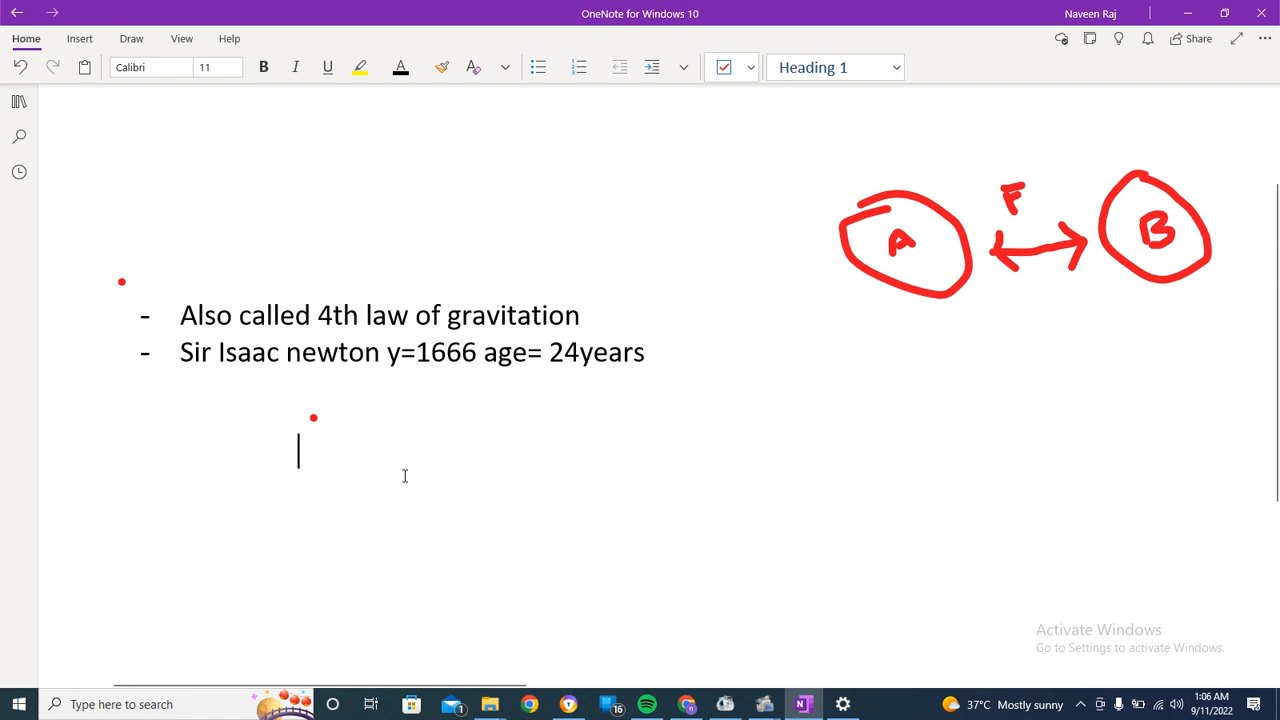 OneNote for Windows 10
Naveen Raj
Home Insert Draw View Help
Share
Calibri 11 B I U A A Heading 1
F
A B
- Also called 4th law of gravitation
- Sir Isaac newton y=1666 age= 24years
Activate Windows
Go to Settings to activate Windows.
Type here to search
1
16
N
37°C Mostly sunny
1:06 AM
9/11/2022